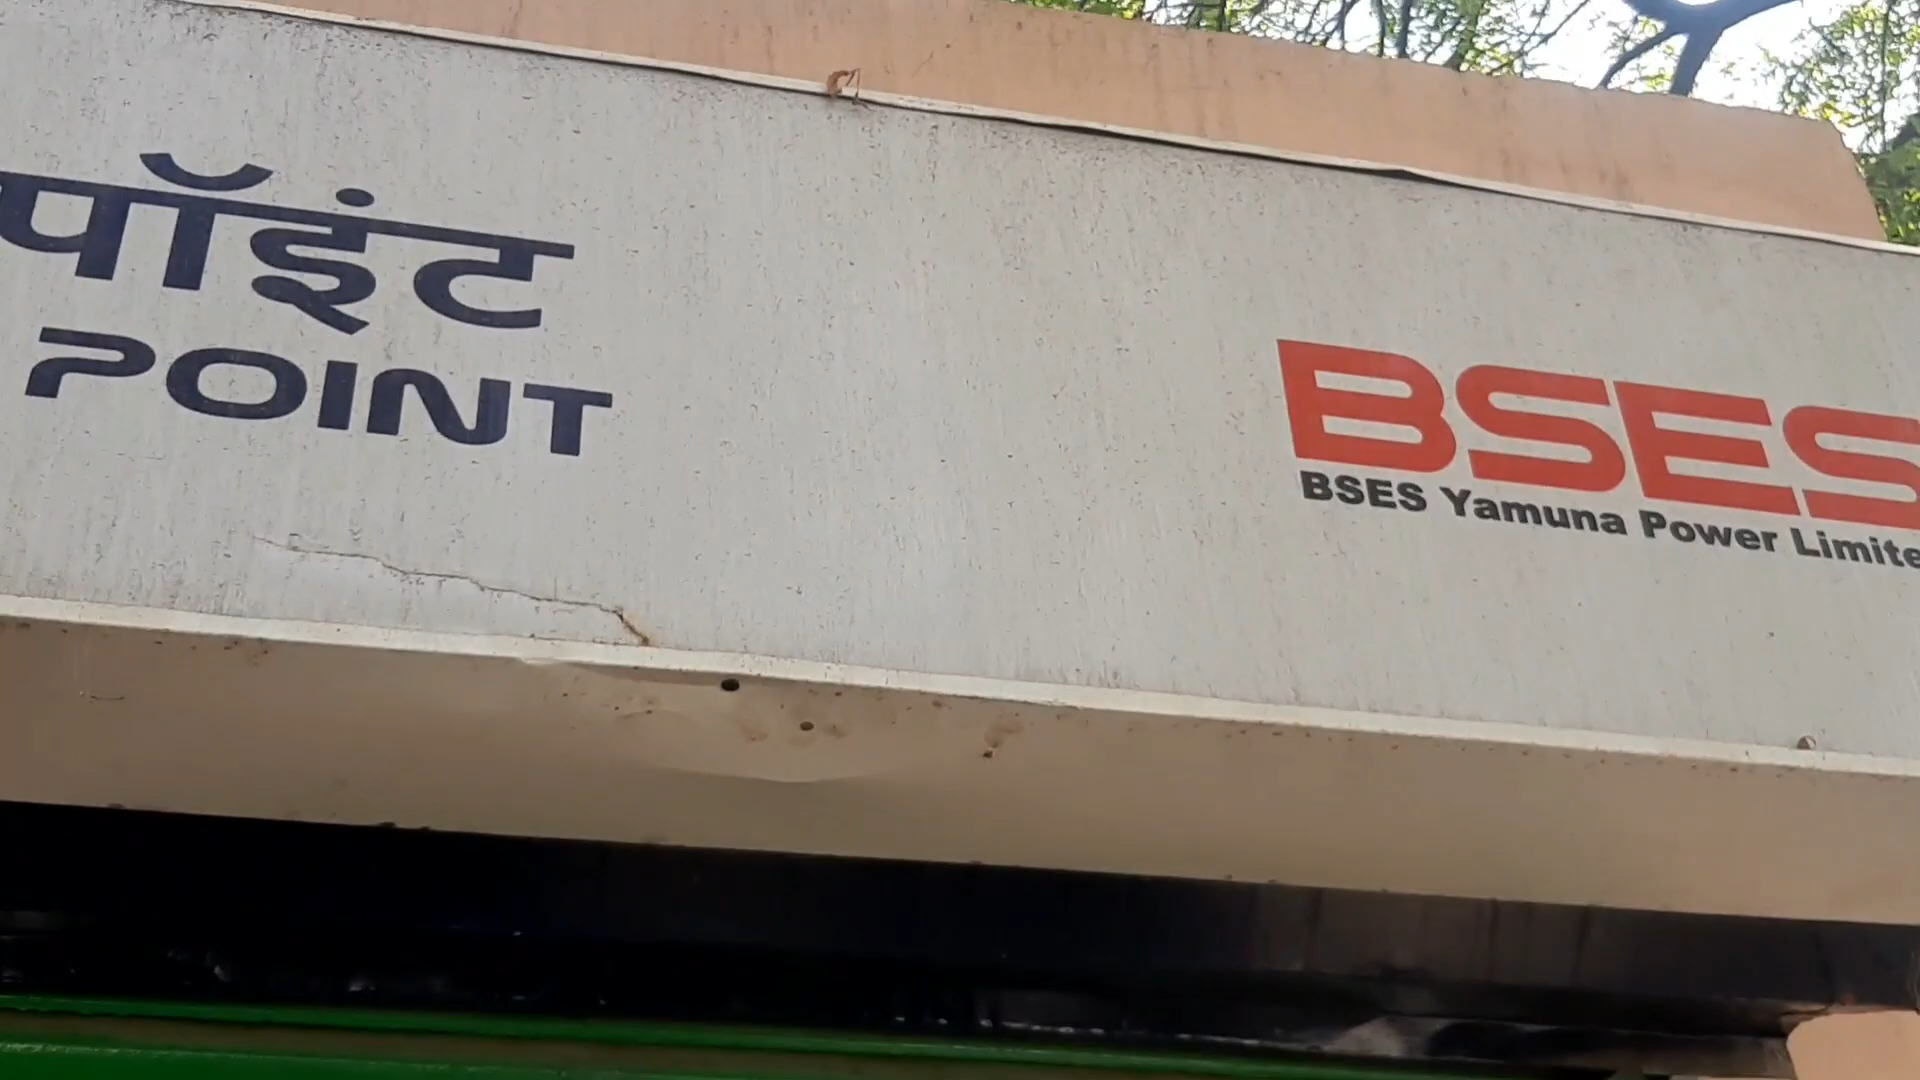 पॉइंट
POINT
BSES
BSES Yamuna Power Limite